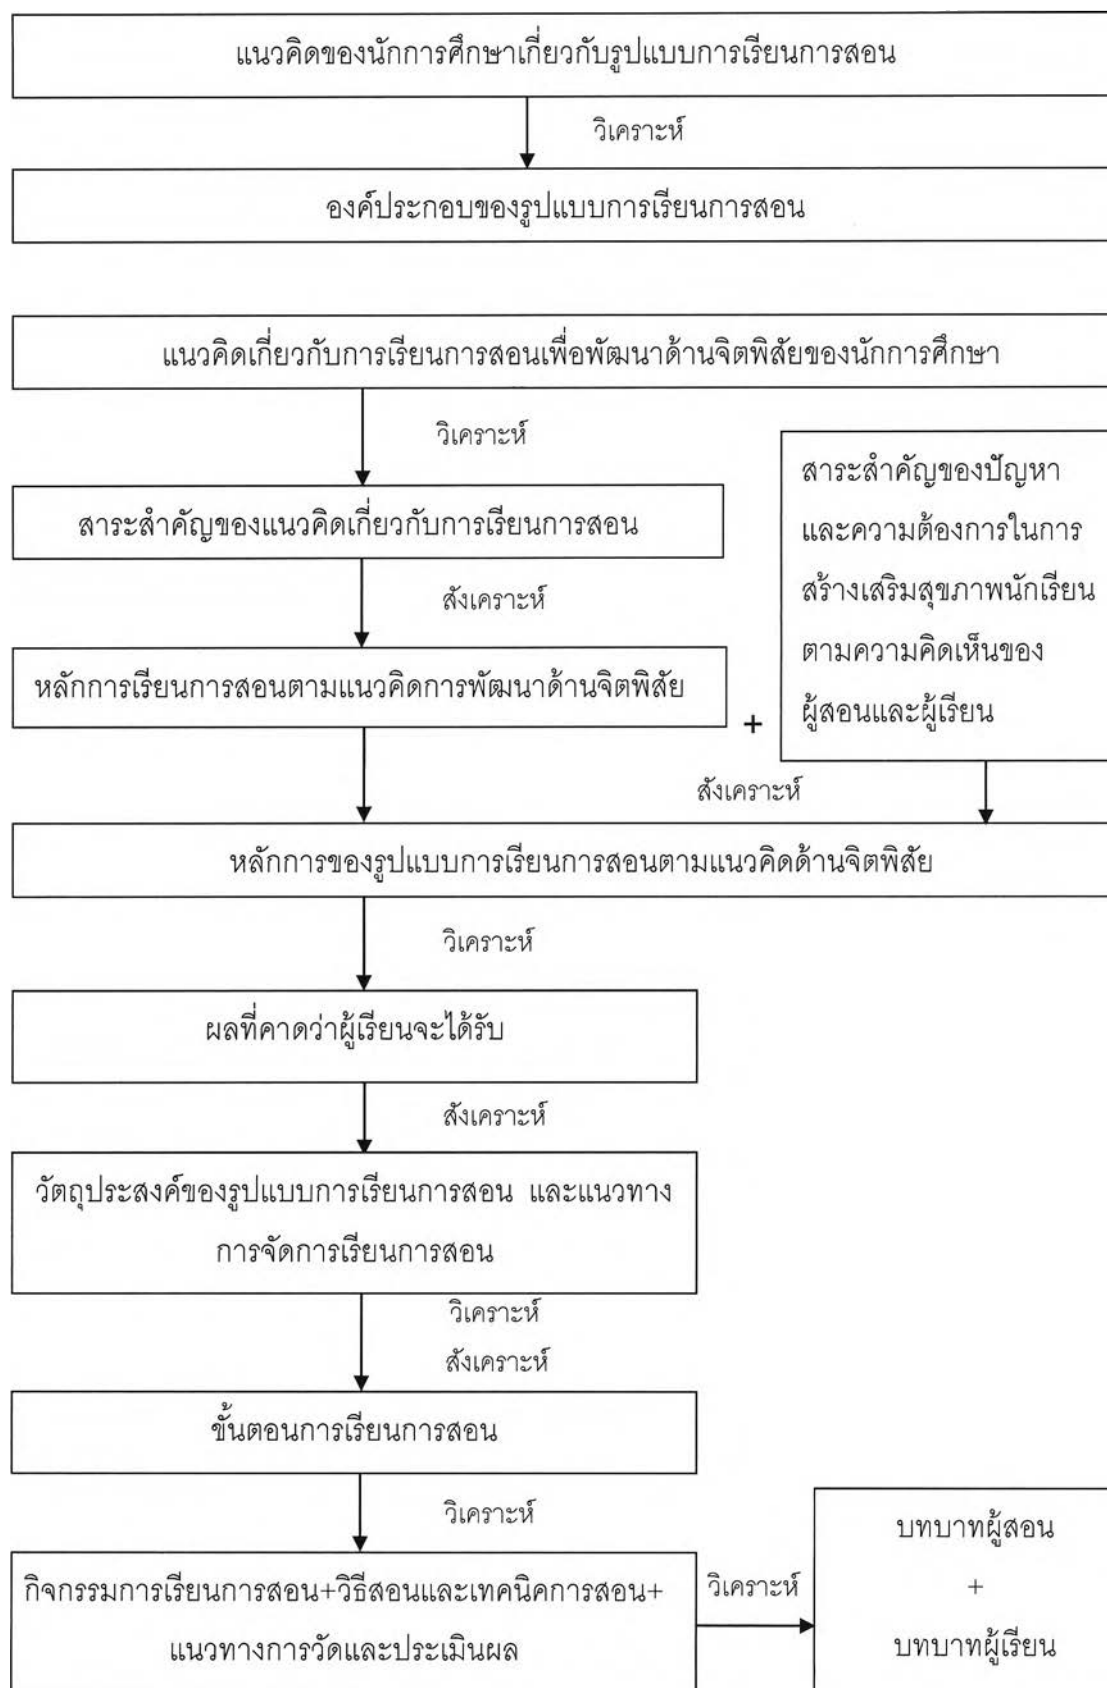 แนวคิดของนักการศึกษาเกี่ยวกับรูปแบบการเรียนการสอน
วิเคราะห์
องค์ประกอบของรูปแบบการเรียนการสอน
แนวคิดเกี่ยวกับการเรียนการสอนเพื่อพัฒนาด้านจิตพิสัยของนักการศึกษา
วิเคราะห์
สาระสำคัญของแนวคิดเกี่ยวกับการเรียนการสอน
สังเคราะห์
หลักการเรียนการสอนตามแนวคิดการพัฒนาด้านจิตพิสัย
+
สาระสำคัญของปัญหา
และความต้องการในการ
สร้างเสริมสุขภาพนักเรียน
ตามความคิดเห็นของ
ผู้สอนและผู้เรียน
สังเคราะห์
หลักการของรูปแบบการเรียนการสอนตามแนวคิดด้านจิตพิสัย
วิเคราะห์
ผลที่คาดว่าผู้เรียนจะได้รับ
สังเคราะห์
วัตถุประสงค์ของรูปแบบการเรียนการสอน และแนวทาง
การจัดการเรียนการสอน
วิเคราะห์
สังเคราะห์
ขั้นตอนการเรียนการสอน
วิเคราะห์
กิจกรรมการเรียนการสอน+วิธีสอนและเทคนิคการสอน+
แนวทางการวัดและประเมินผล
วิเคราะห์
บทบาทผู้สอน
+
บทบาทผู้เรียน